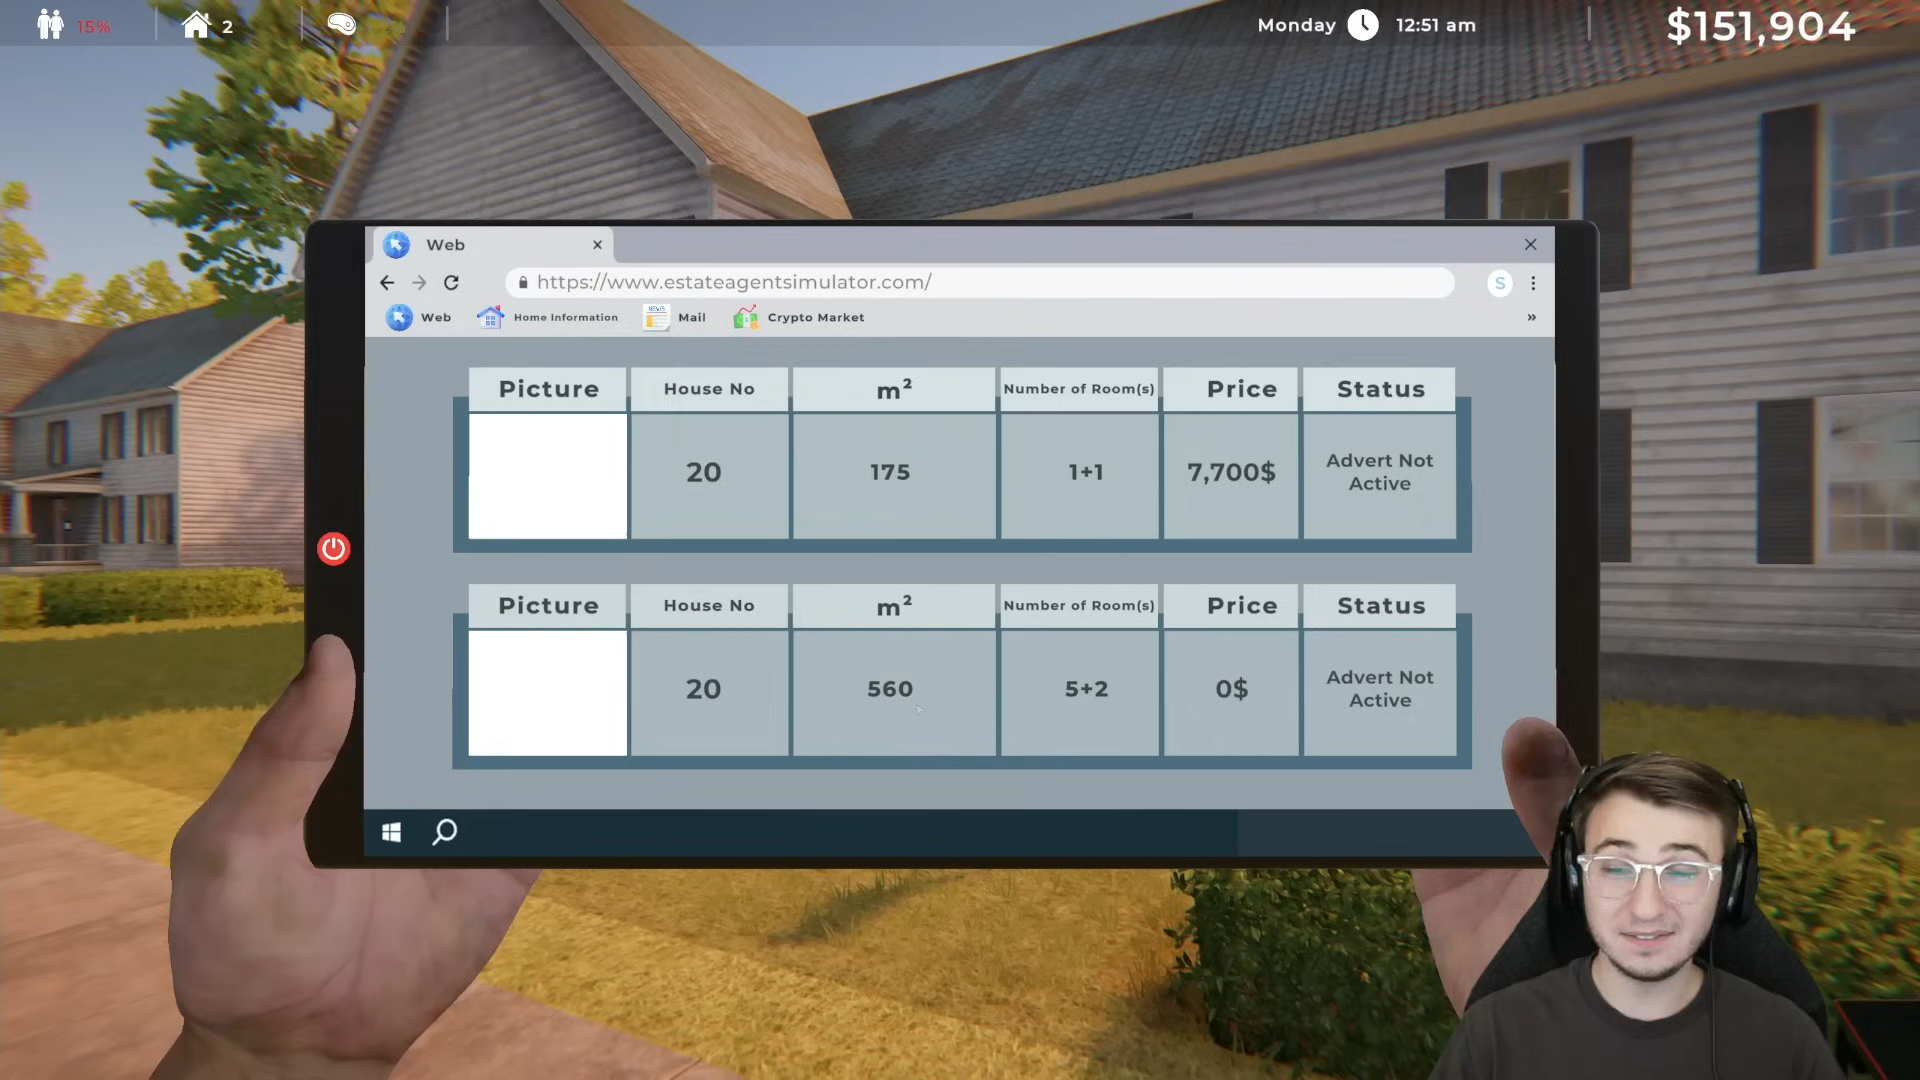 15%
2
Monday 12:51 am
$151,904
Web
https://www.estateagentsimulator.com/
S
Web Home Information NEWS Mail Crypto Market »
Picture House No m² Number of Room(s) Price Status
20 175 1+1 7,700$ Advert Not
Active
Picture House No m² Number of Room(s) Price Status
20 560 5+2 0$ Advert Not
Active